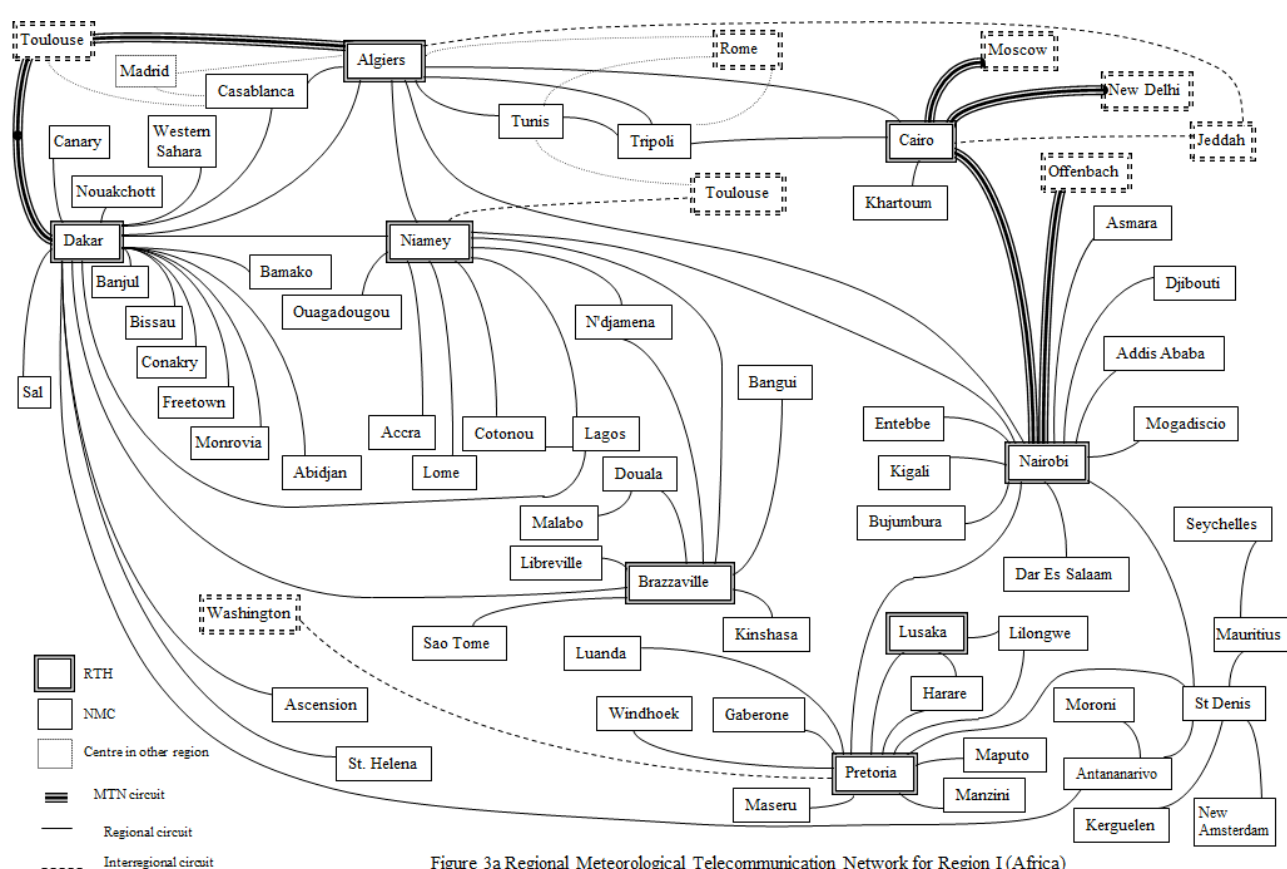 Toulouse
Algiers
Rome
Moscow
Madrid
Casablanca
New Delhi
Tunis
Tripoli
Cairo
Jeddah
Canary
Western
Sahara
Offenbach
Nouakchott
Toulouse
Khartoum
Asmara
Dakar
Niamey
Banjul
Bamako
Djibouti
Ouagadougou
N'djamena
Bissau
Conakry
Addis Ababa
Sal
Freetown
Bangui
Monrovia
Accra
Cotonou
Lagos
Entebbe
Mogadiscio
Abidjan
Lome
Douala
Kigali
Nairobi
Malabo
Bujumbura
Seychelles
Libreville
Brazzaville
Dar Es Salaam
Washington
Sao Tome
Kinshasa
Lusaka
Lilongwe
Mauritius
Luanda
RTH
Ascension
Harare
NMC
Windhoek
Gaberone
Moroni
St Denis
Centre in other region
St. Helena
Pretoria
Maputo
Antananarivo
MTN circuit
Maseru
Manzini
Kerguelen
New
Amsterdam
Regional circuit
Interregional circuit
Figure 3a Regional Meteorological Telecommunication Network for Region I (Africa)